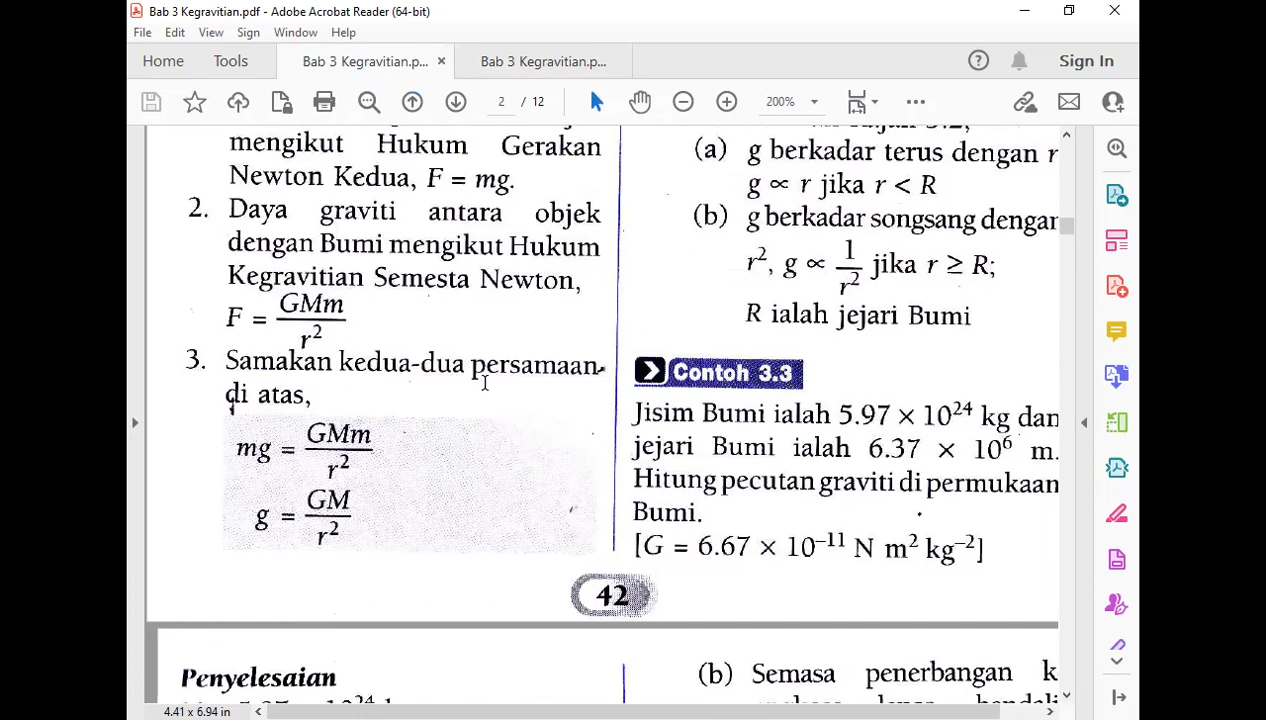 Bab 3 Kegravitian.pdf - Adobe Acrobat Reader (64-bit)
File Edit View Sign Window Help
Home Tools Bab 3 Kegravitian.p... × Bab 3 Kegravitian.p... Sign In
2 / 12 200%
mengikut Hukum Gerakan
Newton Kedua, F = mg.
2. Daya graviti antara objek
dengan Bumi mengikut Hukum
Kegravitian Semesta Newton,
F = GMm / r²
3. Samakan kedua-dua persamaan
di atas,
mg = GMm / r²
g = GM / r²
(a) g berkadar terus dengan r
g ∝ r jika r < R
(b) g berkadar songsang dengan
r², g ∝ 1 / r² jika r ≥ R;
R ialah jejari Bumi
Contoh 3.3
Jisim Bumi ialah 5.97 × 10²⁴ kg dan
jejari Bumi ialah 6.37 × 10⁶ m.
Hitung pecutan graviti di permukaan
Bumi.
[G = 6.67 × 10⁻¹¹ N m² kg⁻²]
42
Penyelesaian
(b) Semasa penerbangan k
4.41 x 6.94 in